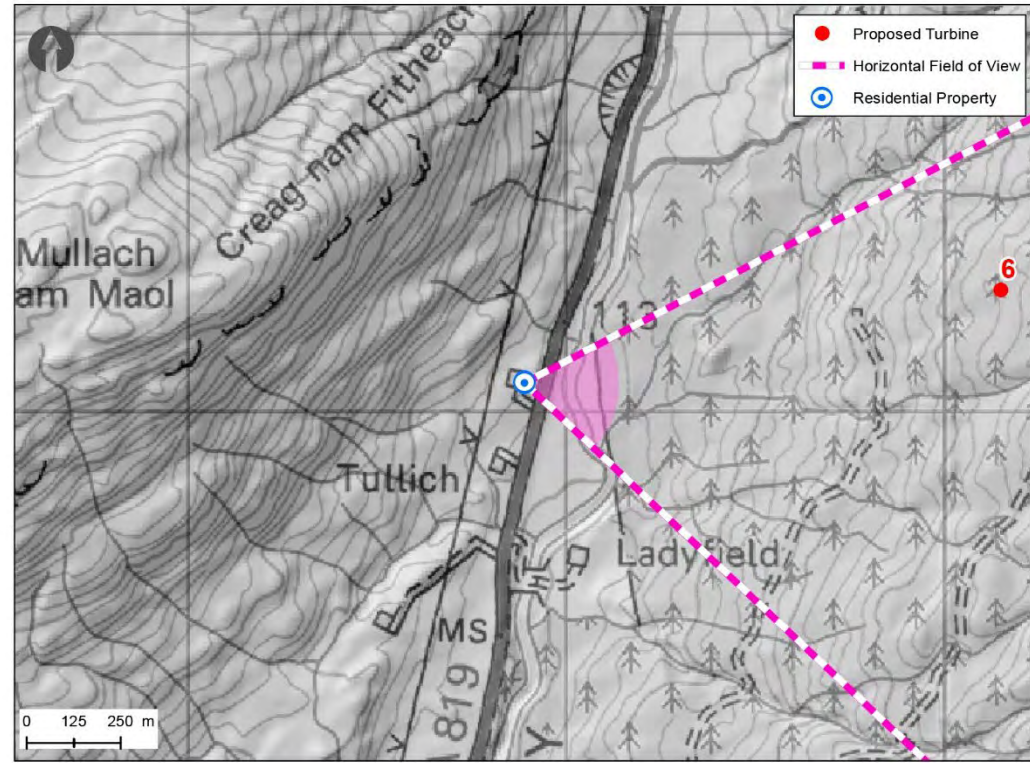 Proposed Turbine
Horizontal Field of View
Residential Property
Creag nam Fitheach
Mullach
am Maol
6
113
Tullich
Ladyfield
MS
A819
Y
0 125 250 m